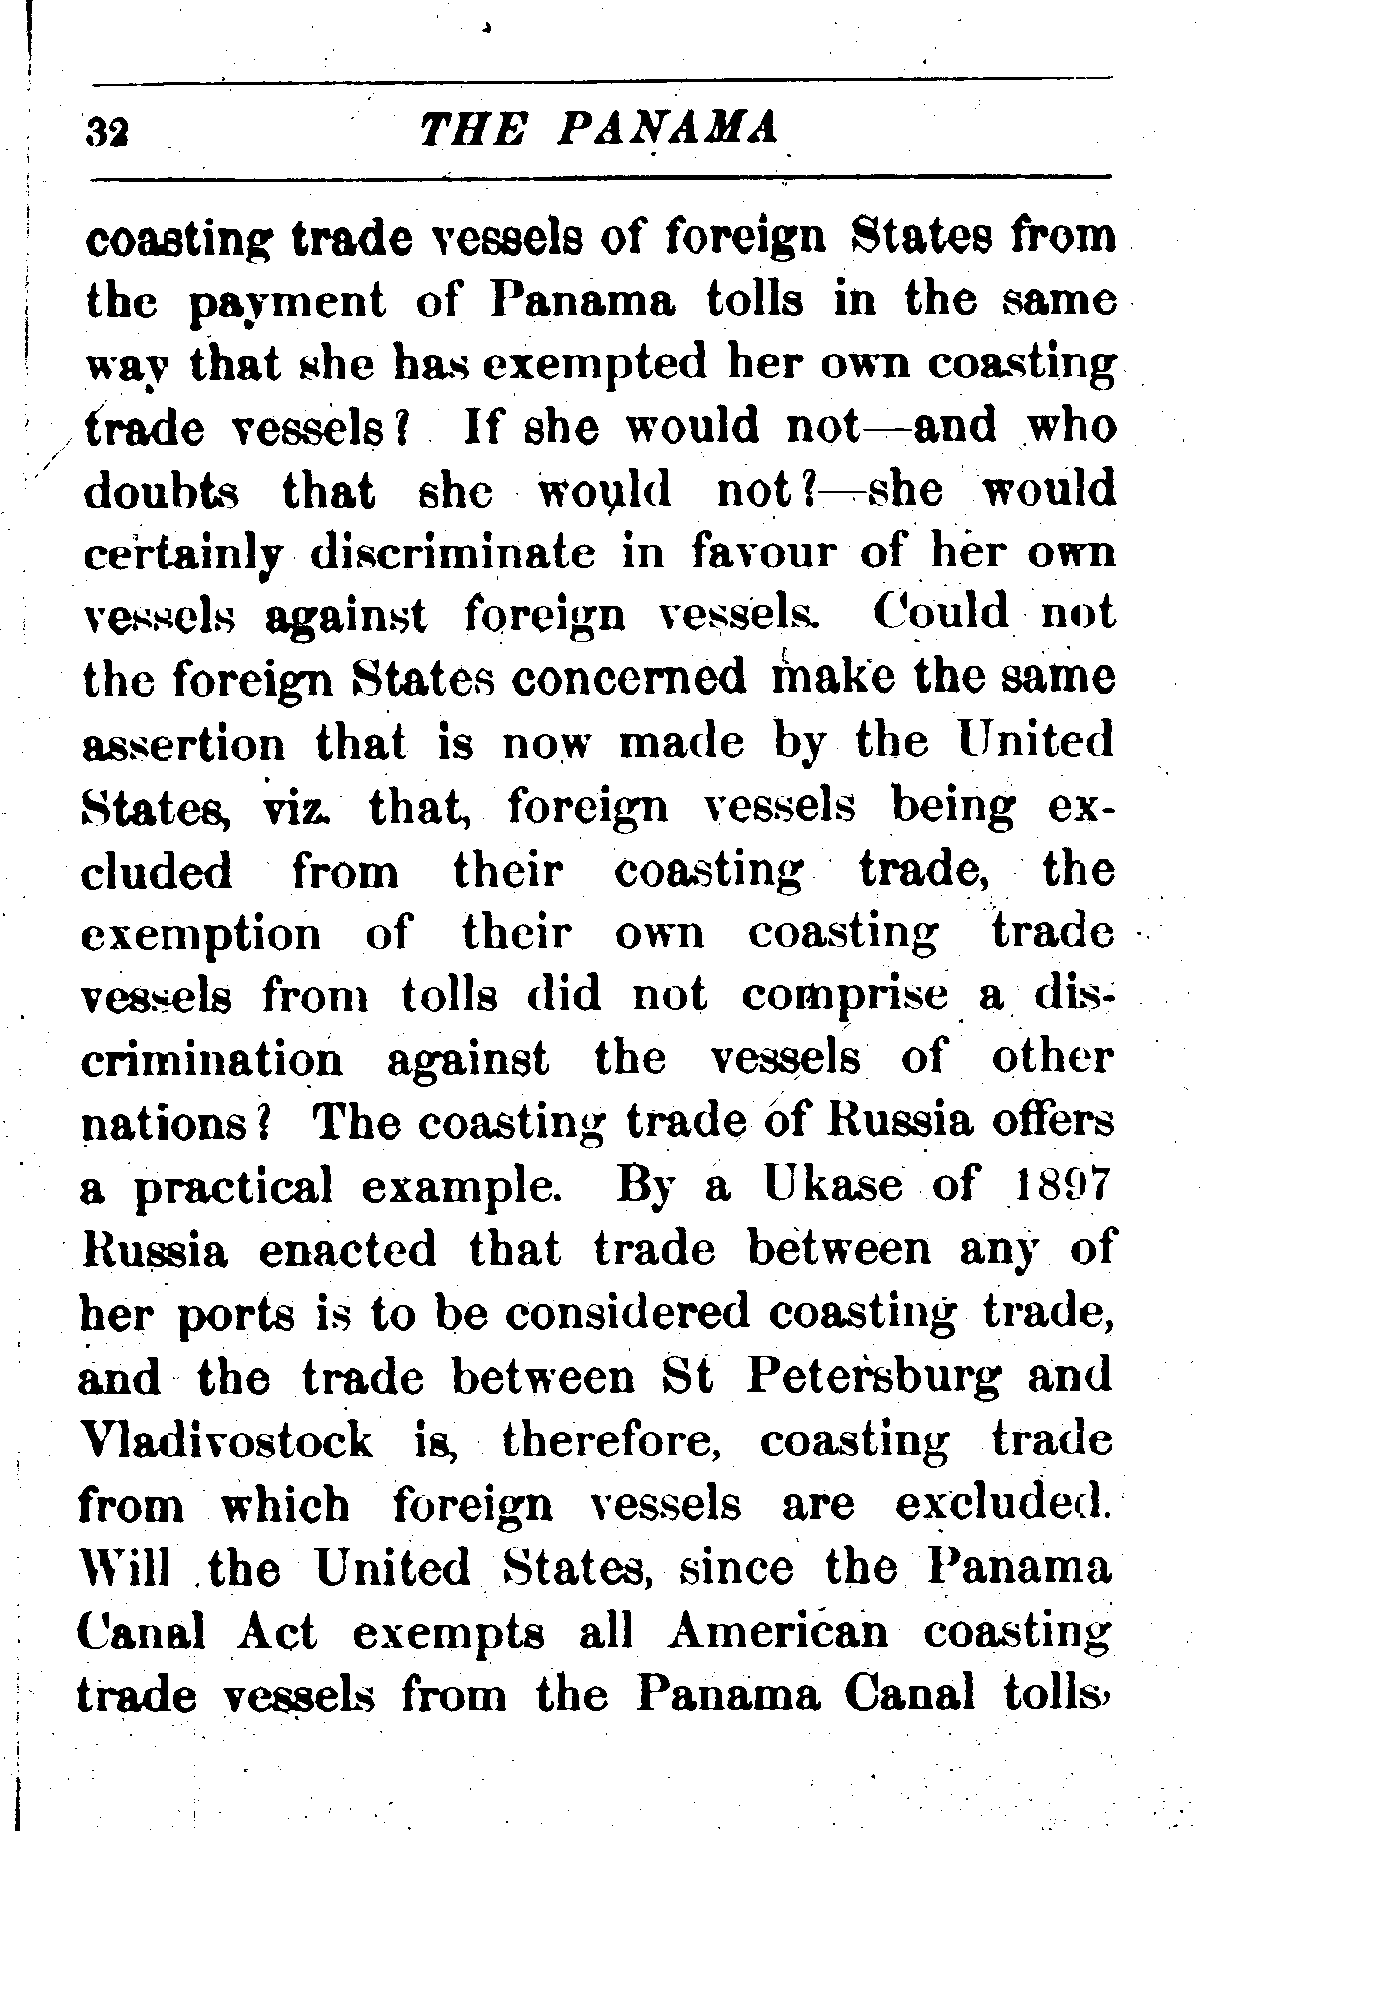 32 THE PANAMA
coasting trade vessels of foreign States from
the payment of Panama tolls in the same
way that she has exempted her own coasting
trade vessels? If she would not—and who
doubts that she would not?—she would
certainly discriminate in favour of her own
vessels against foreign vessels. Could not
the foreign States concerned make the same
assertion that is now made by the United
States, viz. that, foreign vessels being ex-
cluded from their coasting trade, the
exemption of their own coasting trade
vessels from tolls did not comprise a dis-
crimination against the vessels of other
nations? The coasting trade of Russia offers
a practical example. By a Ukase of 1897
Russia enacted that trade between any of
her ports is to be considered coasting trade,
and the trade between St Petersburg and
Vladivostock is, therefore, coasting trade
from which foreign vessels are excluded.
Will the United States, since the Panama
Canal Act exempts all American coasting
trade vessels from the Panama Canal tolls,